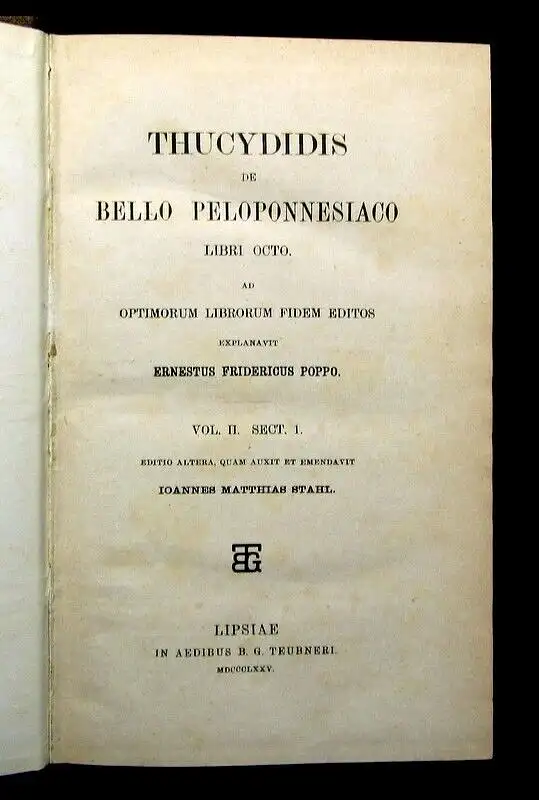 THUCYDIDIS
DE
BELLO PELOPONNESIACO
LIBRI OCTO.
AD
OPTIMORUM LIBRORUM FIDEM EDITOS
EXPLANAVIT
ERNESTUS FRIDERICUS POPPO.
VOL. II. SECT. 1.
EDITIO ALTERA, QUAM AUXIT ET EMENDAVIT
IOANNES MATTHIAS STAHL.
BTG
LIPSIAE
IN AEDIBUS B. G. TEUBNERI.
MDCCCLXXV.